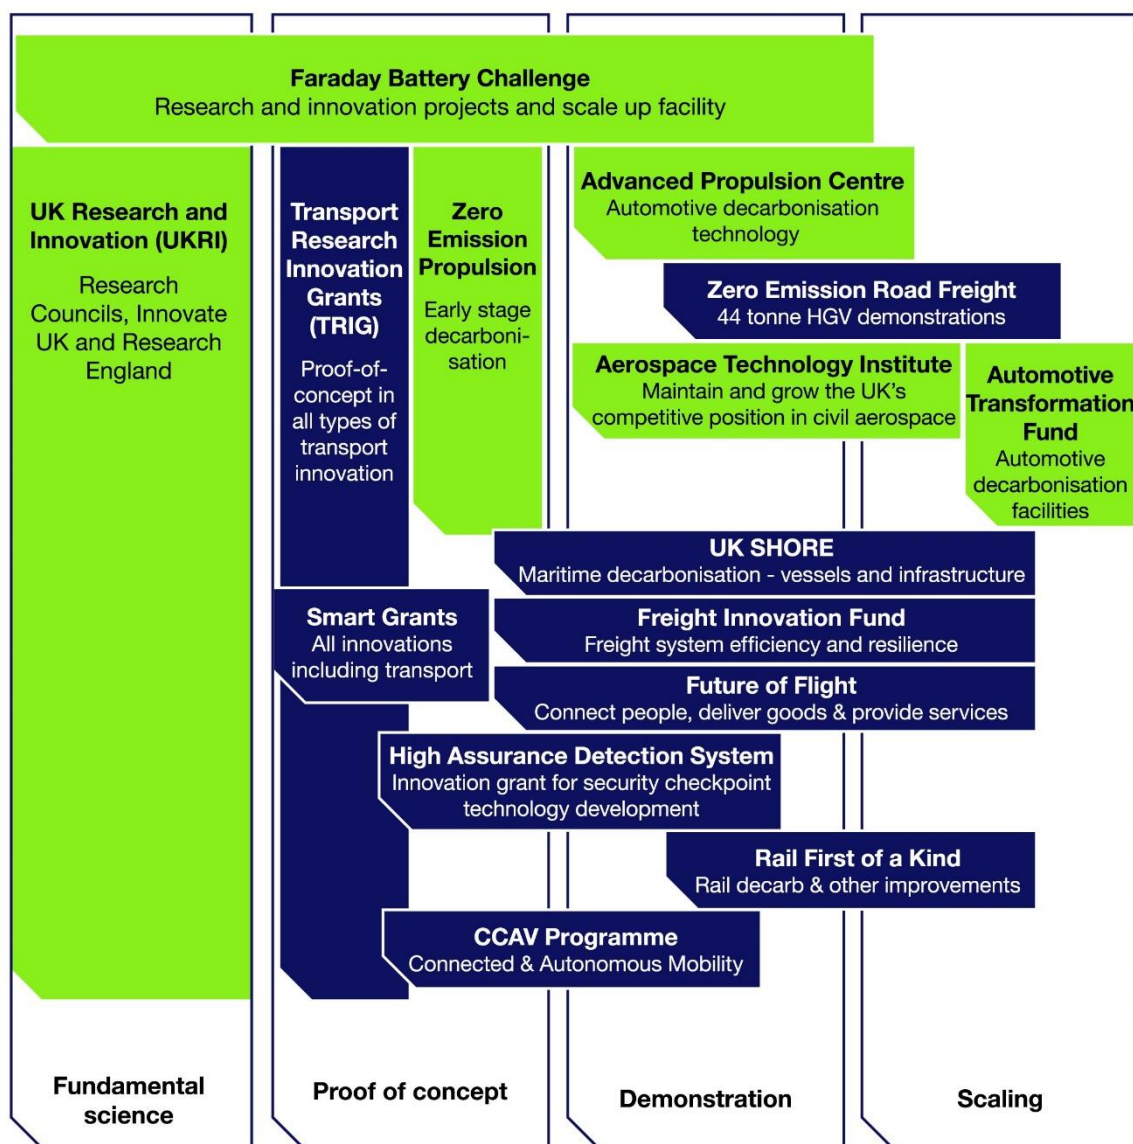 Faraday Battery Challenge
Research and innovation projects and scale up facility
UK Research and
Innovation (UKRI)
Research
Councils, Innovate
UK and Research
England
Transport
Research
Innovation
Grants
(TRIG)
Proof-of-
concept in
all types of
transport
innovation
Zero
Emission
Propulsion
Early stage
decarboni-
sation
Advanced Propulsion Centre
Automotive decarbonisation
technology
Zero Emission Road Freight
44 tonne HGV demonstrations
Aerospace Technology Institute
Maintain and grow the UK's
competitive position in civil aerospace
Automotive
Transformation
Fund
Automotive
decarbonisation
facilities
UK SHORE
Maritime decarbonisation - vessels and infrastructure
Smart Grants
All innovations
including transport
Freight Innovation Fund
Freight system efficiency and resilience
Future of Flight
Connect people, deliver goods & provide services
High Assurance Detection System
Innovation grant for security checkpoint
technology development
Rail First of a Kind
Rail decarb & other improvements
CCAV Programme
Connected & Autonomous Mobility
Fundamental
science
Proof of concept
Demonstration
Scaling